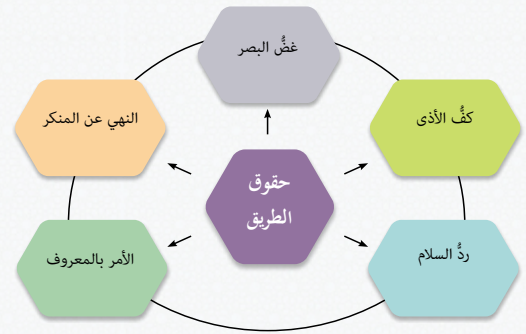 غضُّ البصر
كفُّ الأذى
النهي عن المنكر
حقوق
الطريق
ردُّ السلام
الأمر بالمعروف